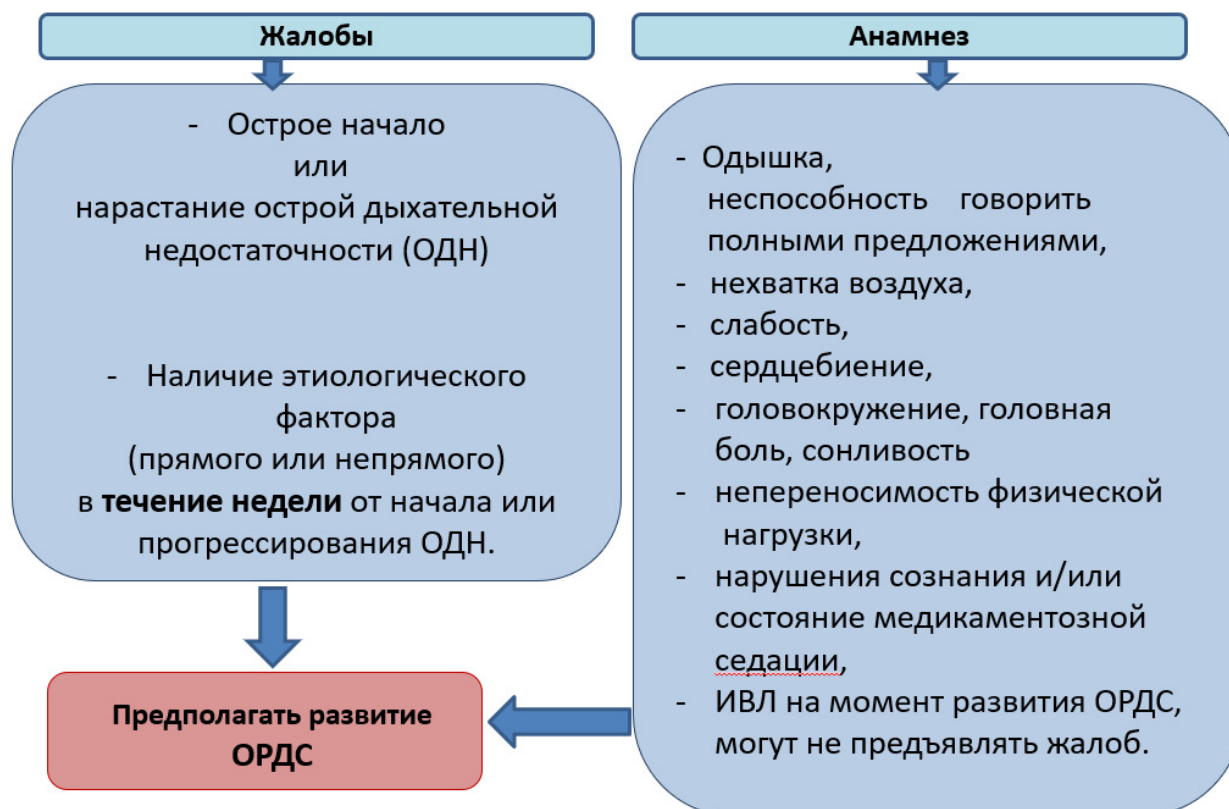 Жалобы
- Острое начало
или
нарастание острой дыхательной
недостаточности (ОДН)
- Наличие этиологического
фактора
(прямого или непрямого)
в течение недели от начала или
прогрессирования ОДН.
Анамнез
- Одышка,
неспособность говорить
полными предложениями,
- нехватка воздуха,
- слабость,
- сердцебиение,
- головокружение, головная
боль, сонливость
- непереносимость физической
нагрузки,
- нарушения сознания и/или
состояние медикаментозной
седации,
- ИВЛ на момент развития ОРДС,
могут не предъявлять жалоб.
Предполагать развитие
ОРДС